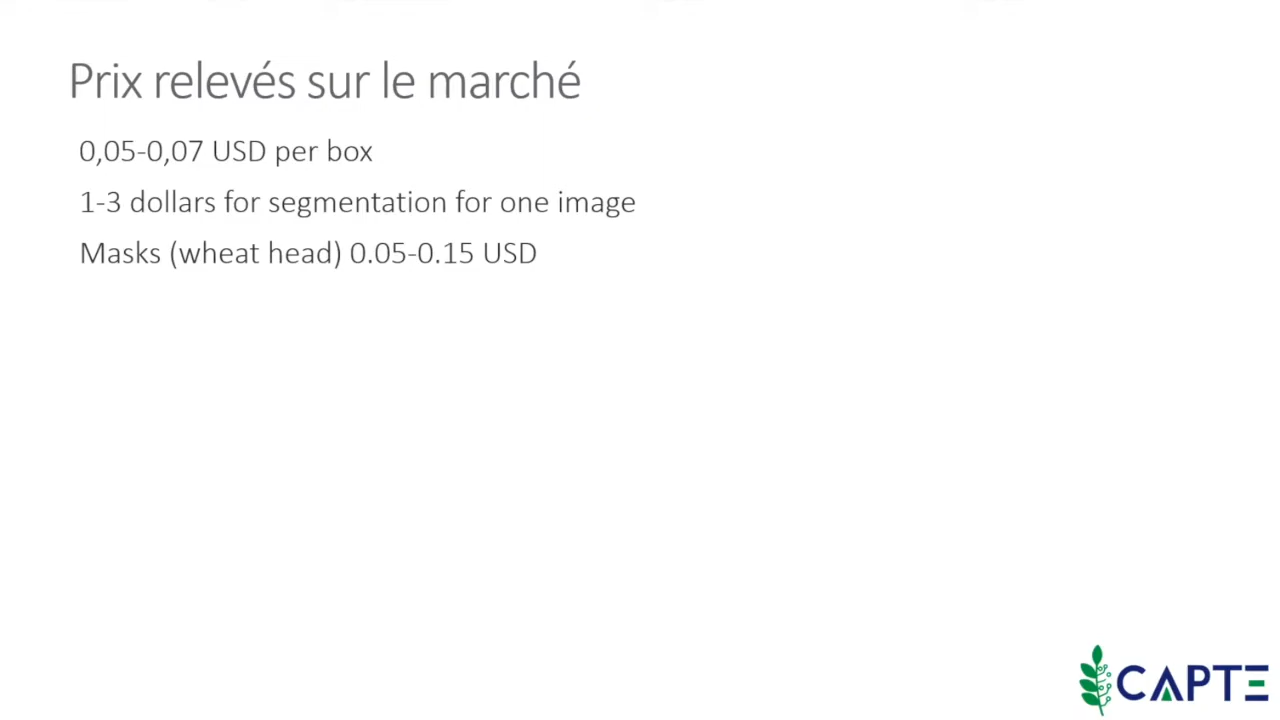 Prix relevés sur le marché
0,05-0,07 USD per box
1-3 dollars for segmentation for one image
Masks (wheat head) 0.05-0.15 USD
CAPTE